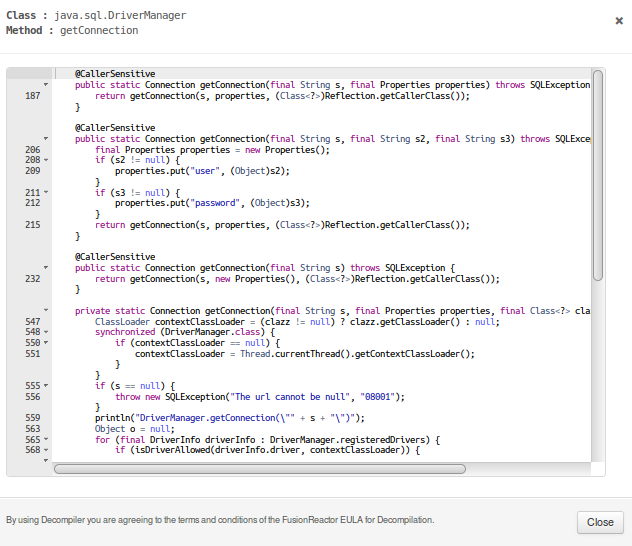 Class : java.sql.DriverManager
Method : getConnection
×
@CallerSensitive
public static Connection getConnection(final String s, final Properties properties) throws SQLException
187 return getConnection(s, properties, (Class<?>)Reflection.getCallerClass());
}
@CallerSensitive
public static Connection getConnection(final String s, final String s2, final String s3) throws SQLExcep
206 final Properties properties = new Properties();
208 if (s2 != null) {
209 properties.put("user", (Object)s2);
}
211 if (s3 != null) {
212 properties.put("password", (Object)s3);
}
215 return getConnection(s, properties, (Class<?>)Reflection.getCallerClass());
}
@CallerSensitive
public static Connection getConnection(final String s) throws SQLException {
232 return getConnection(s, new Properties(), (Class<?>)Reflection.getCallerClass());
}
private static Connection getConnection(final String s, final Properties properties, final Class<?> cla
547 ClassLoader contextClassLoader = (clazz != null) ? clazz.getClassLoader() : null;
548 synchronized (DriverManager.class) {
550 if (contextClassLoader == null) {
551 contextClassLoader = Thread.currentThread().getContextClassLoader();
}
}
555 if (s == null) {
556 throw new SQLException("The url cannot be null", "08001");
}
559 println("DriverManager.getConnection(\"" + s + "\")");
563 Object o = null;
565 for (final DriverInfo driverInfo : DriverManager.registeredDrivers) {
568 if (isDriverAllowed(driverInfo.driver, contextClassLoader)) {
By using Decompiler you are agreeing to the terms and conditions of the FusionReactor EULA for Decompilation.
Close